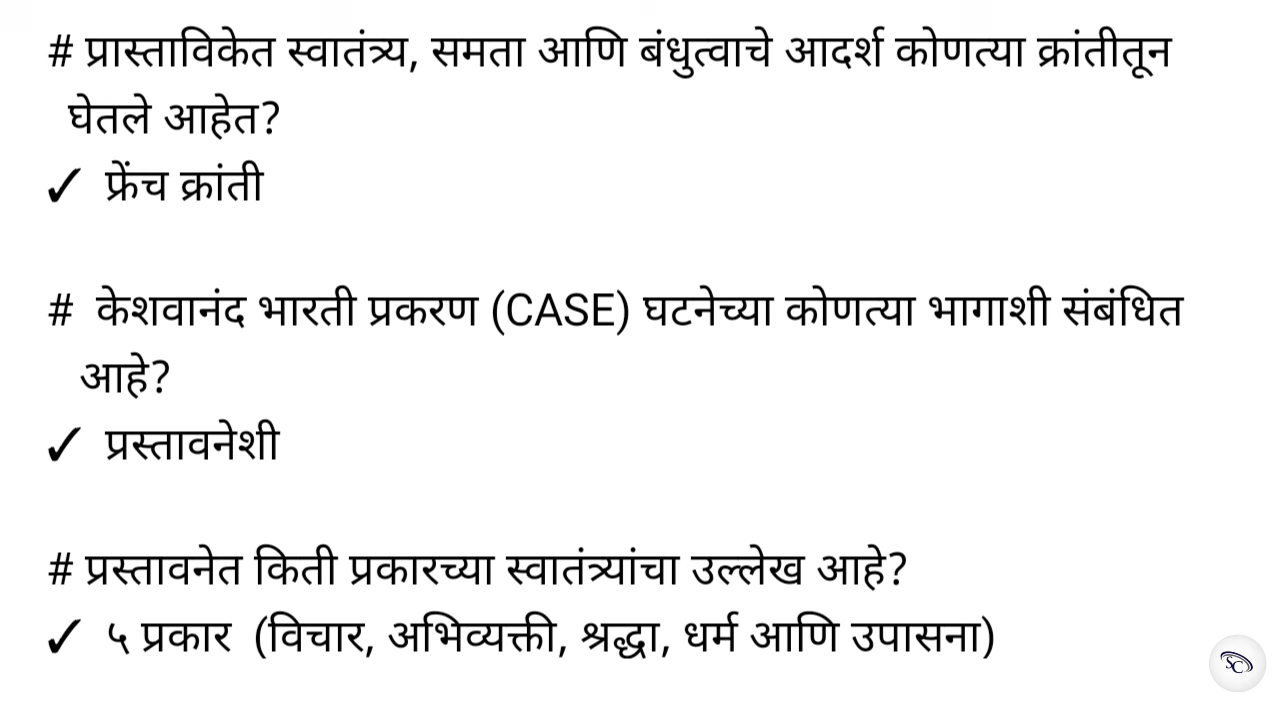 # प्रास्ताविकेत स्वातंत्र्य, समता आणि बंधुत्वाचे आदर्श कोणत्या क्रांतीतून
घेतले आहेत?
✓ फ्रेंच क्रांती
# केशवानंद भारती प्रकरण (CASE) घटनेच्या कोणत्या भागाशी संबंधित
आहे?
✓ प्रस्तावनेशी
# प्रस्तावनेत किती प्रकारच्या स्वातंत्र्यांचा उल्लेख आहे?
✓ ५ प्रकार (विचार, अभिव्यक्ती, श्रद्धा, धर्म आणि उपासना)
SC